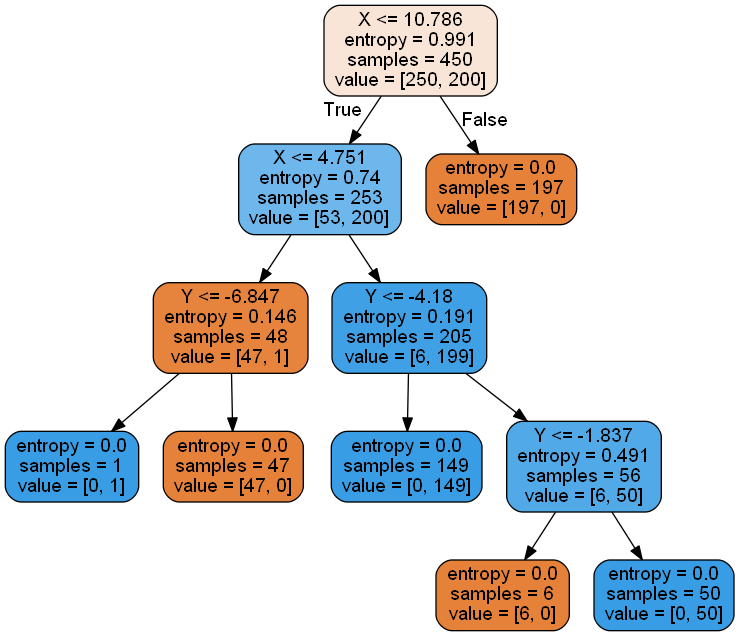 X <= 10.786
entropy = 0.991
samples = 450
value = [250, 200]
True
False
X <= 4.751
entropy = 0.74
samples = 253
value = [53, 200]
entropy = 0.0
samples = 197
value = [197, 0]
Y <= -6.847
entropy = 0.146
samples = 48
value = [47, 1]
Y <= -4.18
entropy = 0.191
samples = 205
value = [6, 199]
entropy = 0.0
samples = 1
value = [0, 1]
entropy = 0.0
samples = 47
value = [47, 0]
entropy = 0.0
samples = 149
value = [0, 149]
Y <= -1.837
entropy = 0.491
samples = 56
value = [6, 50]
entropy = 0.0
samples = 6
value = [6, 0]
entropy = 0.0
samples = 50
value = [0, 50]